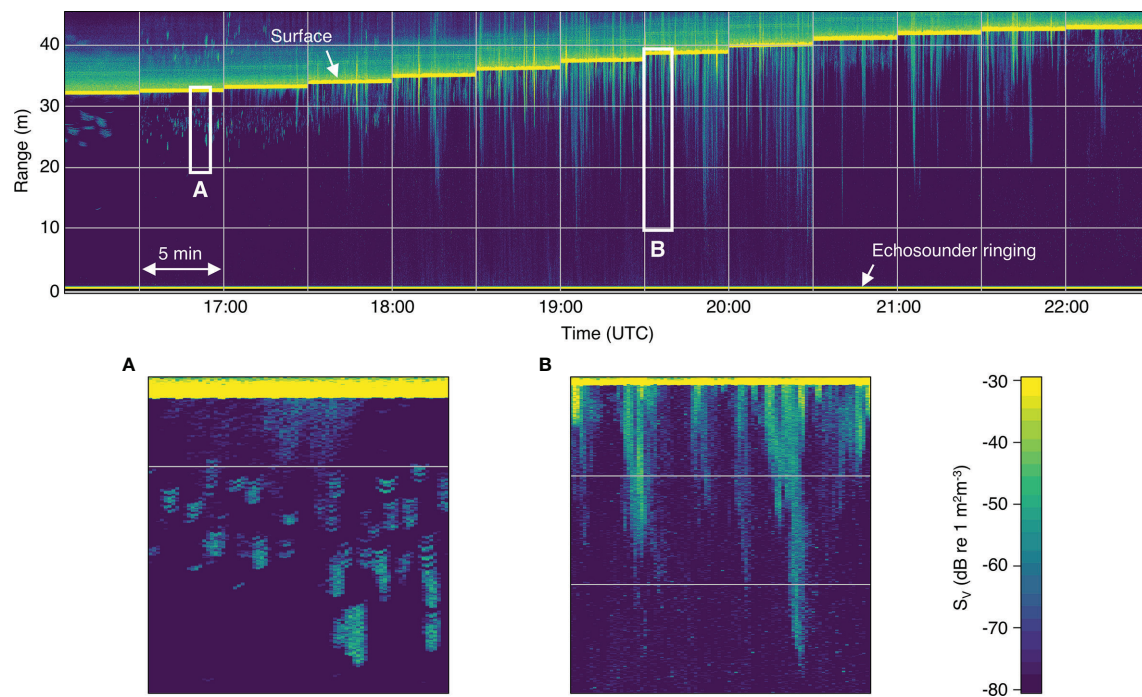 40
30
20
10
0
Range (m)
Surface
A
B
5 min
Echosounder ringing
17:00 18:00 19:00 20:00 21:00 22:00
Time (UTC)
A
B
-30
-40
-50
-60
-70
-80
Sv (dB re 1 m²m⁻³)